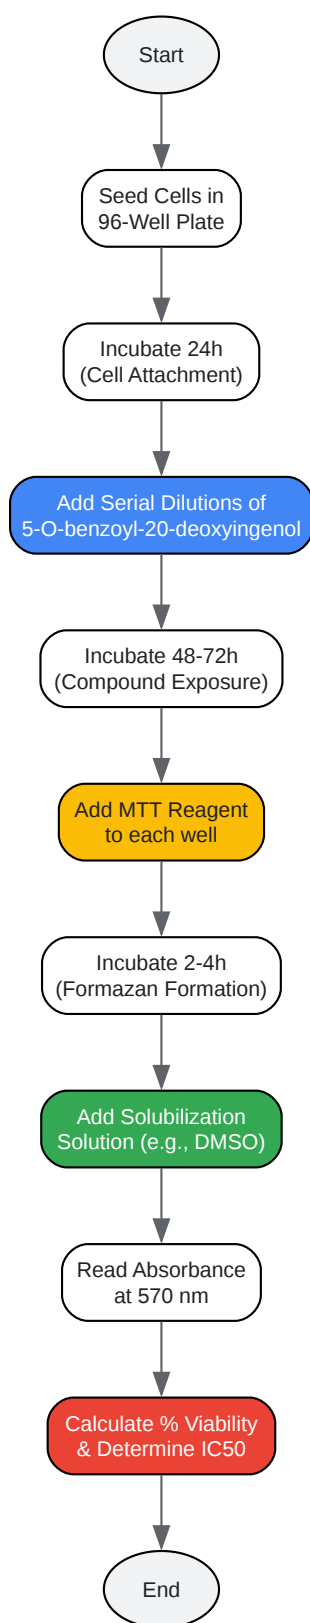 Start
Seed Cells in
96-Well Plate
Incubate 24h
(Cell Attachment)
Add Serial Dilutions of
5-O-benzoyl-20-deoxyingenol
Incubate 48-72h
(Compound Exposure)
Add MTT Reagent
to each well
Incubate 2-4h
(Formazan Formation)
Add Solubilization
Solution (e.g., DMSO)
Read Absorbance
at 570 nm
Calculate % Viability
& Determine IC50
End